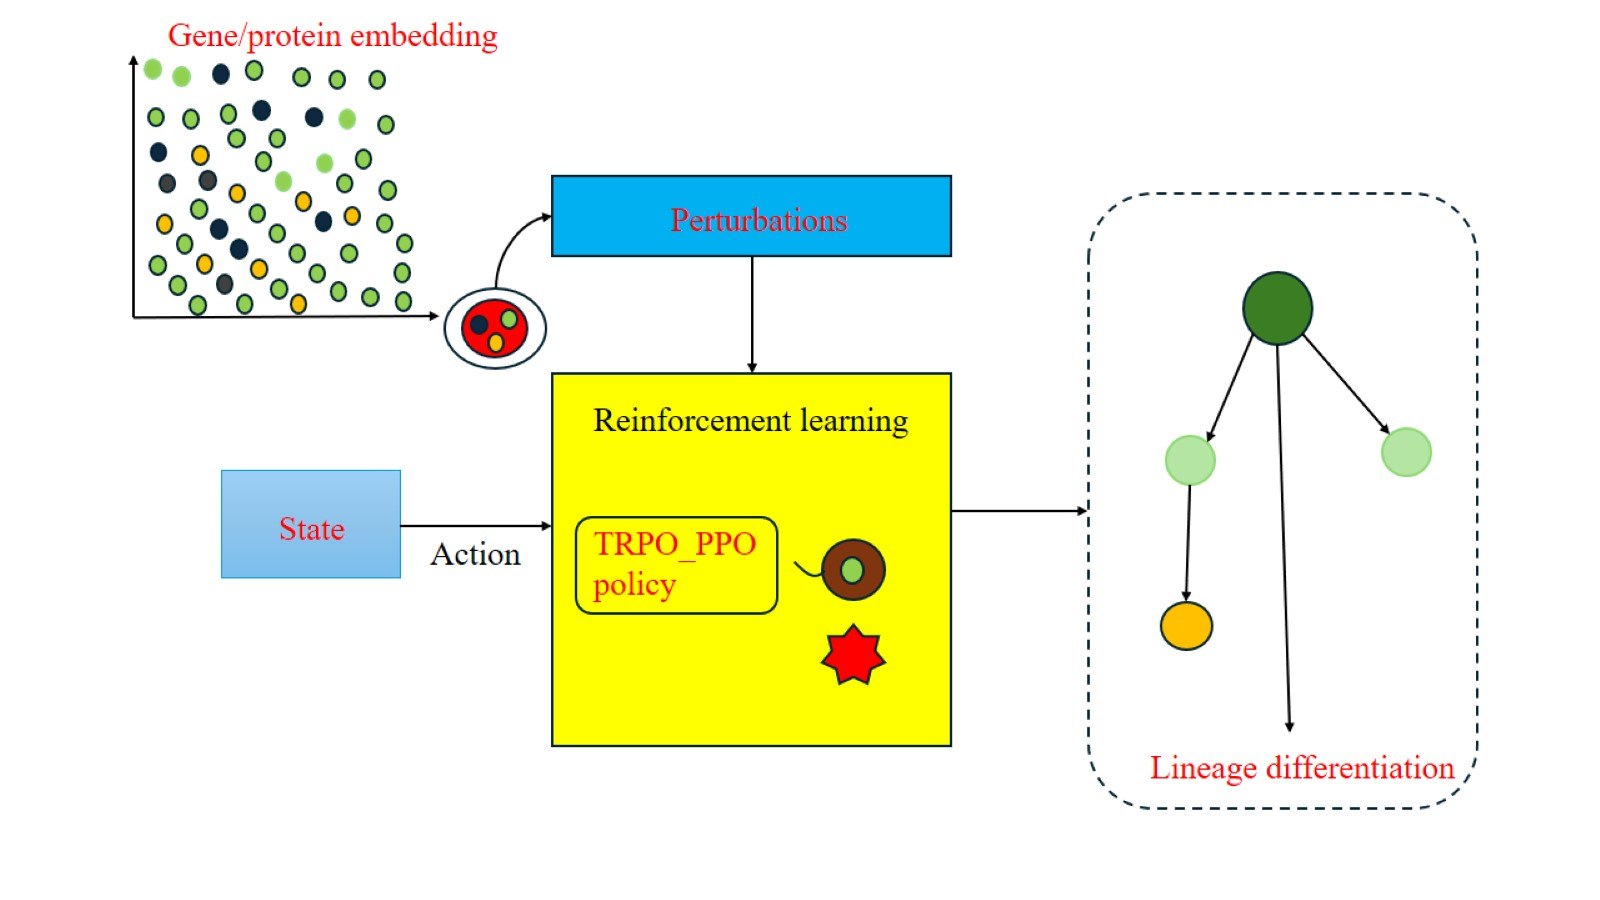 Gene/protein embedding
Perturbations
Reinforcement learning
State
Action
TRPO_PPO
policy
Lineage differentiation